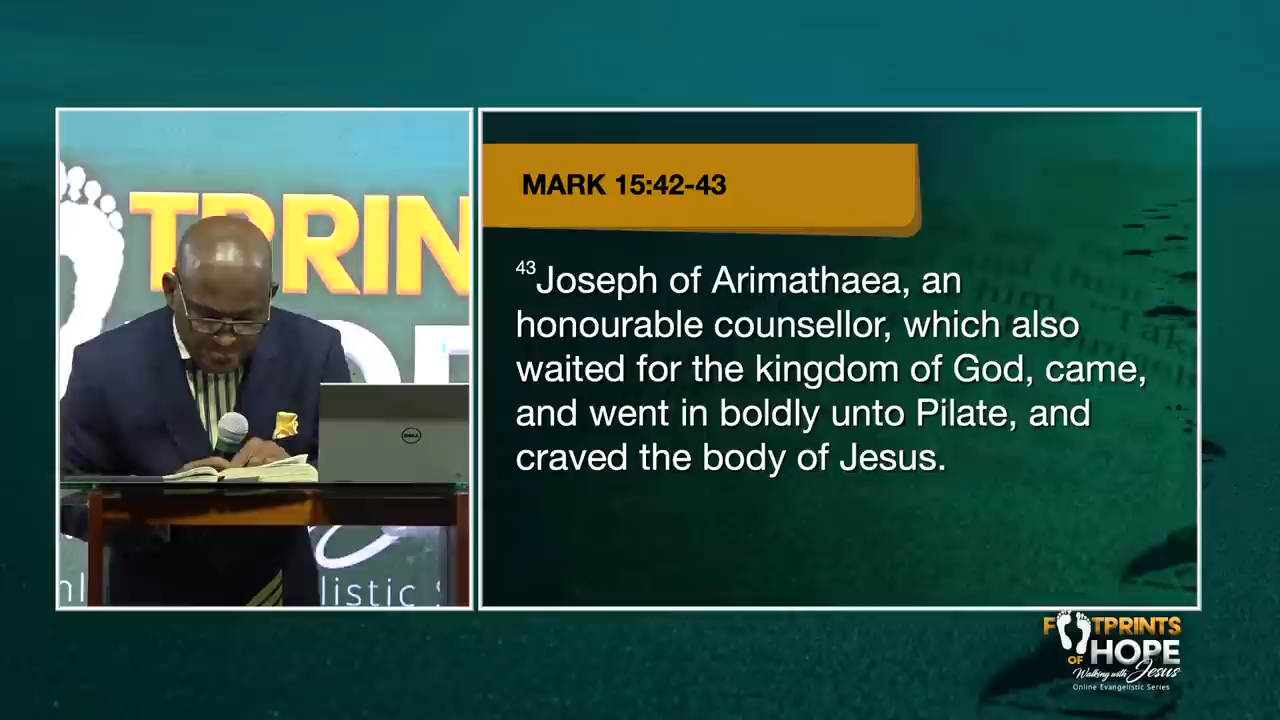 TPRIN
listic
DELL
MARK 15:42-43
43Joseph of Arimathaea, an
honourable counsellor, which also
waited for the kingdom of God, came,
and went in boldly unto Pilate, and
craved the body of Jesus.
FOOTPRINTS
OF HOPE
Walking with Jesus
Online Evangelistic Series